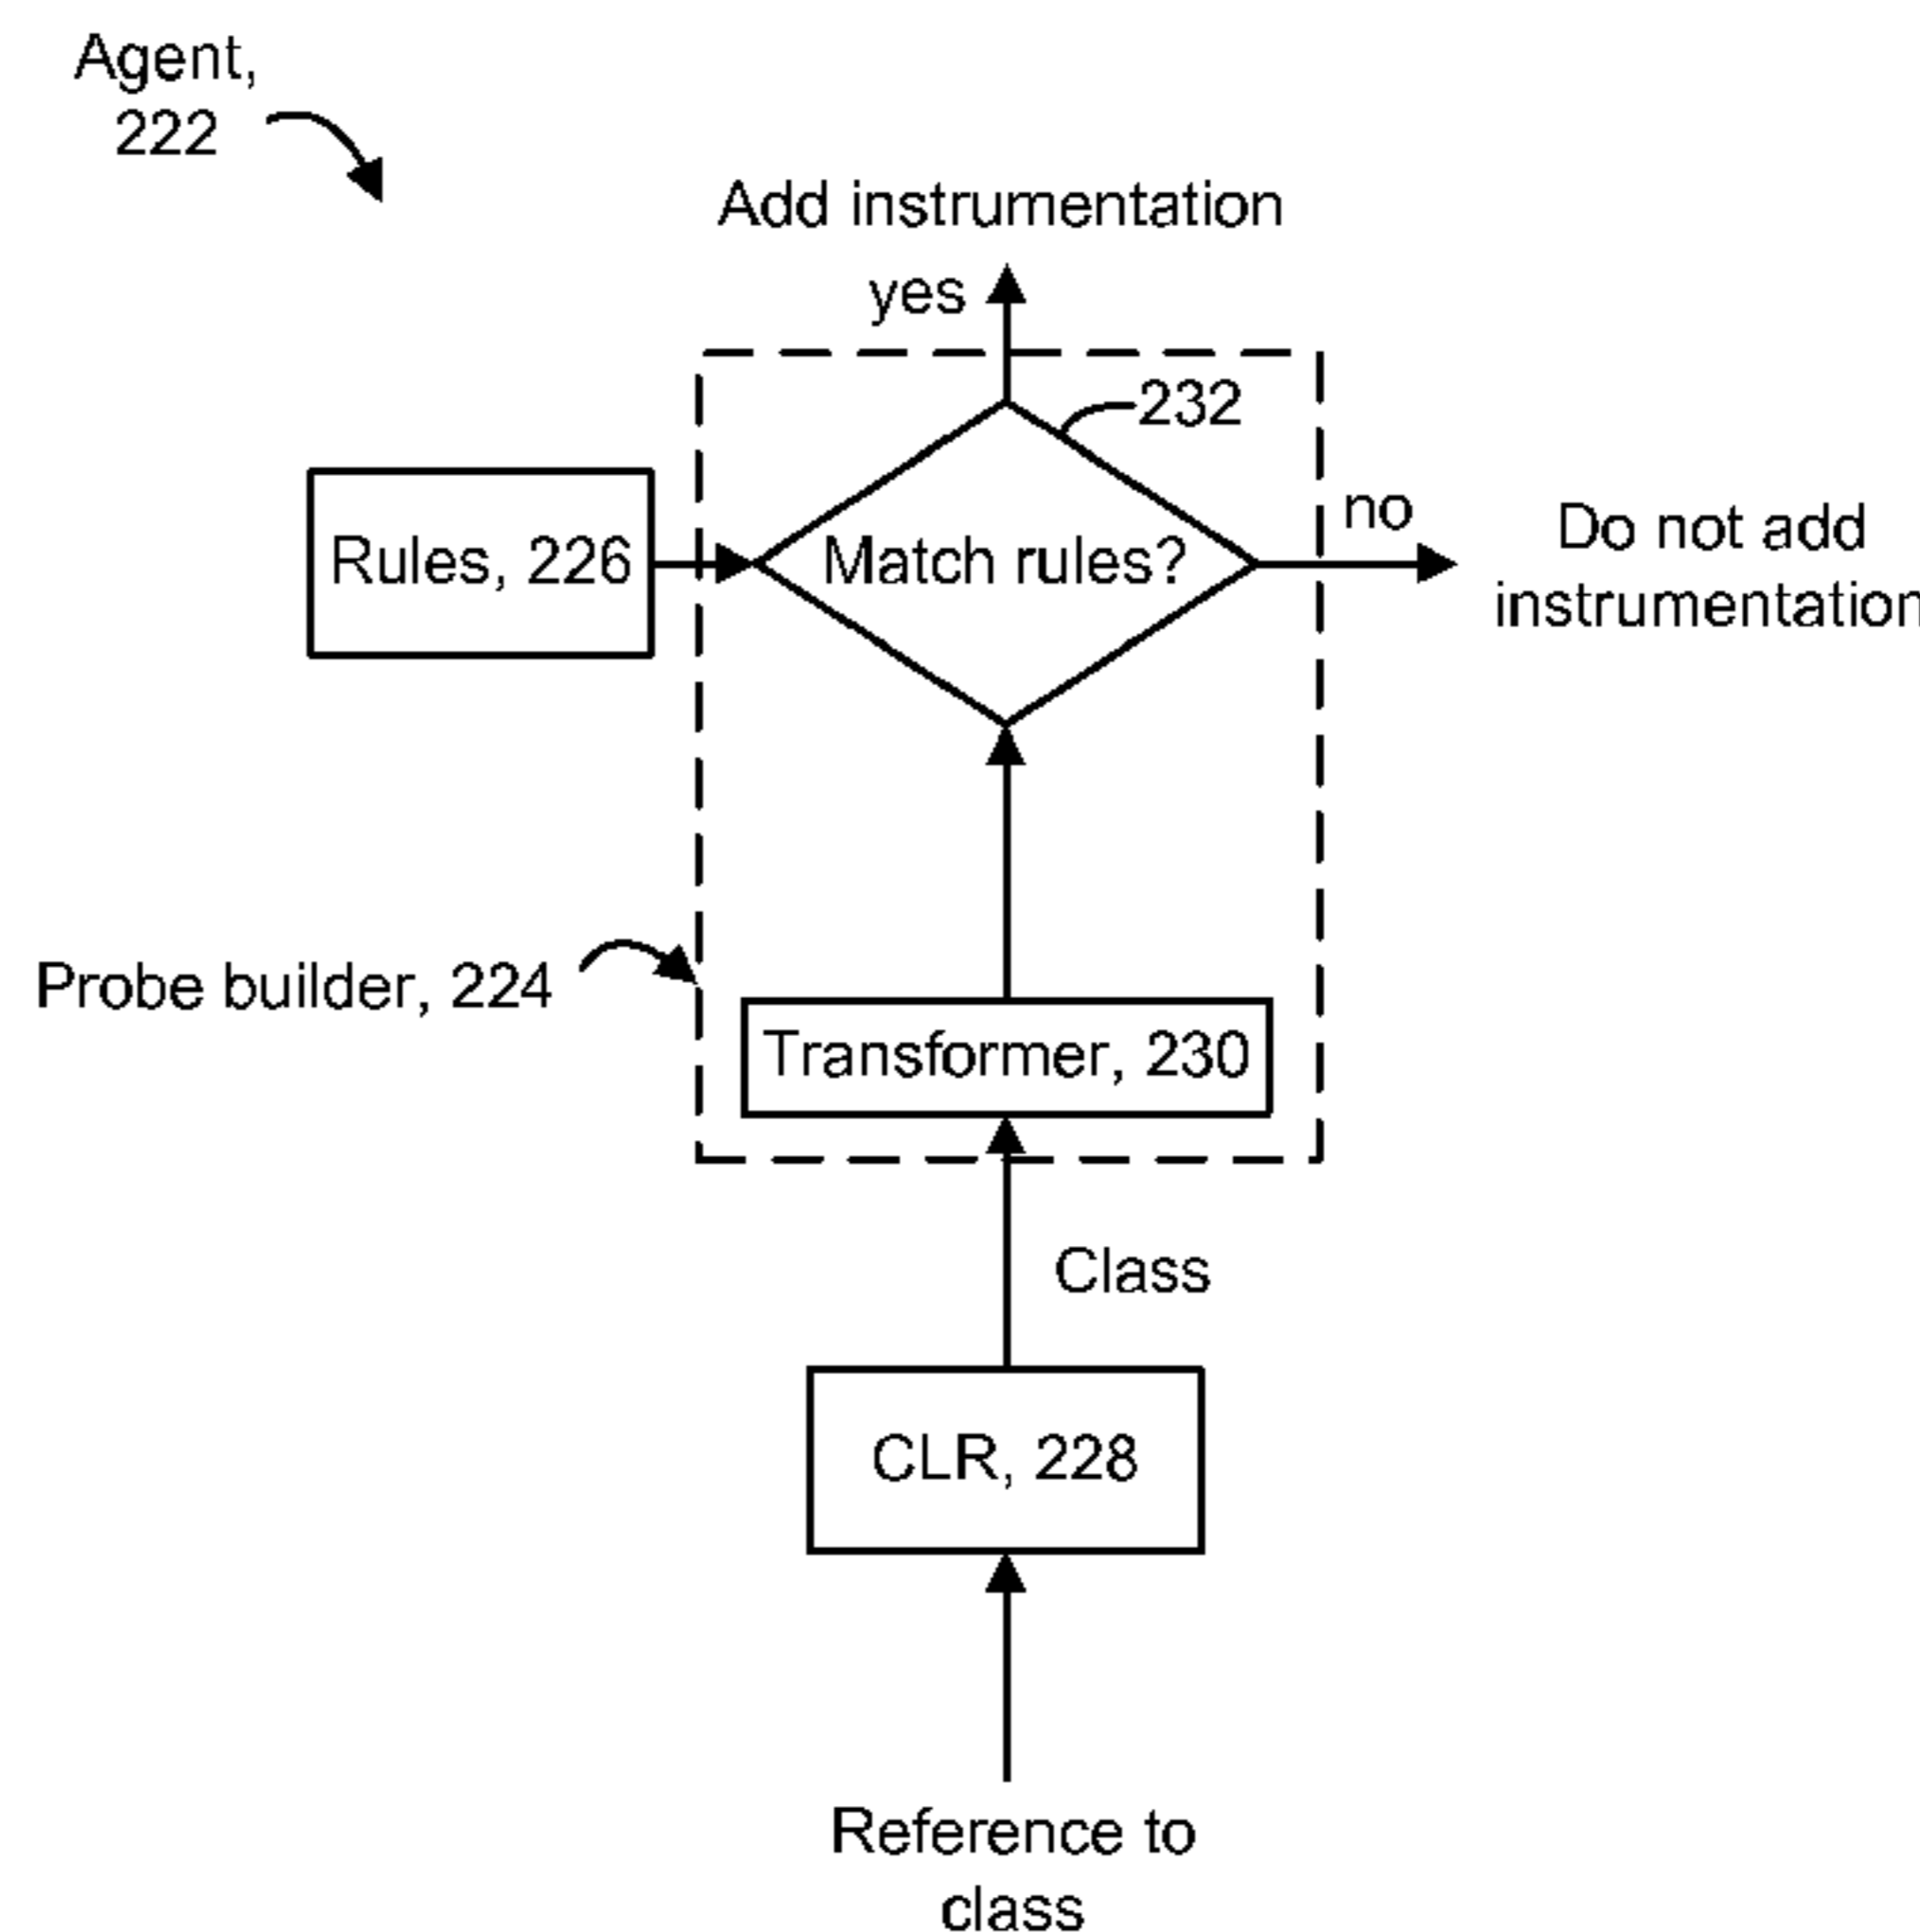 Agent,
222
Add instrumentation
yes
232
no
Rules, 226
Match rules?
Do not add
instrumentation
Probe builder, 224
Transformer, 230
Class
CLR, 228
Reference to
class